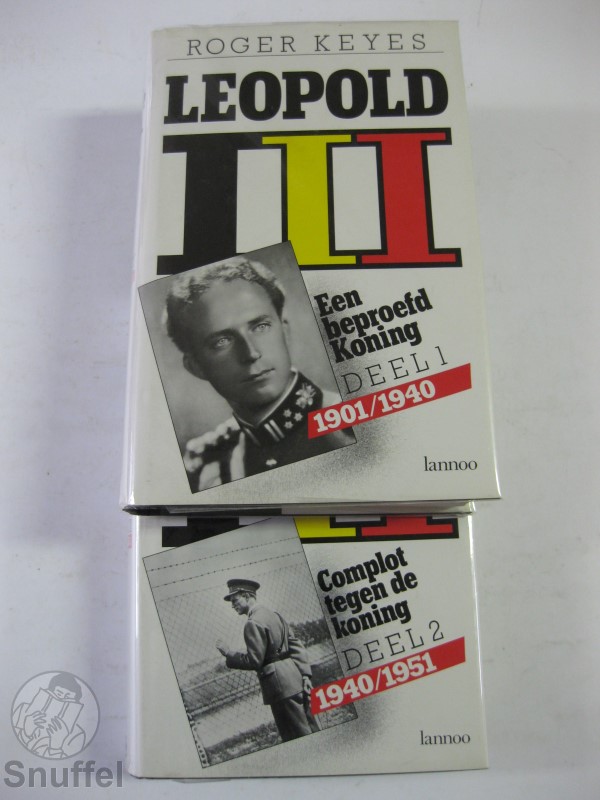 ROGER KEYES
LEOPOLD
III
Een
beproefd
Koning
DEEL 1
1901/1940
lannoo
III
Complot
tegen de
koning
DEEL 2
1940/1951
lannoo
Snuffel